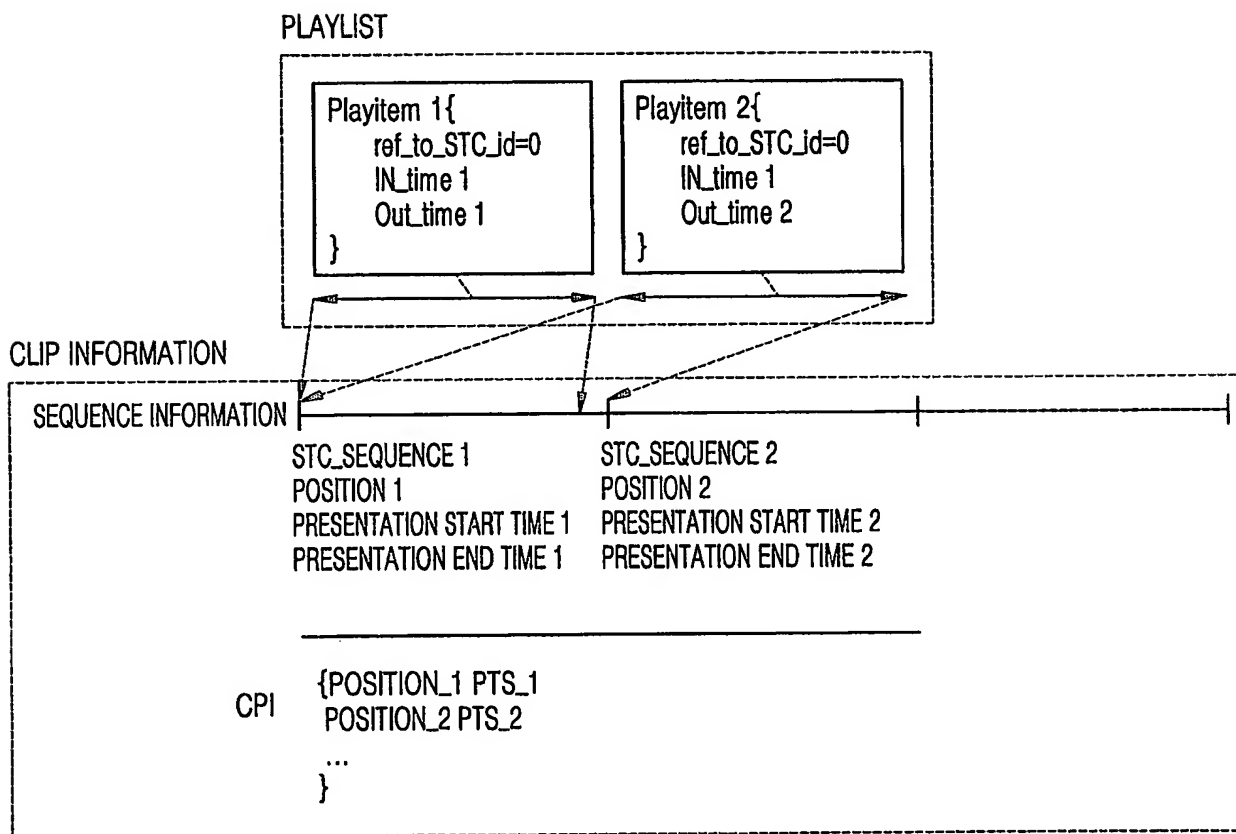 PLAYLIST
Playitem 1{
ref_to_STC_id=0
IN_time 1
Out_time 1
}
Playitem 2{
ref_to_STC_id=0
IN_time 1
Out_time 2
}
CLIP INFORMATION
SEQUENCE INFORMATION
STC_SEQUENCE 1
POSITION 1
PRESENTATION START TIME 1
PRESENTATION END TIME 1
STC_SEQUENCE 2
POSITION 2
PRESENTATION START TIME 2
PRESENTATION END TIME 2
CPI
{POSITION_1 PTS_1
POSITION_2 PTS_2
...
}